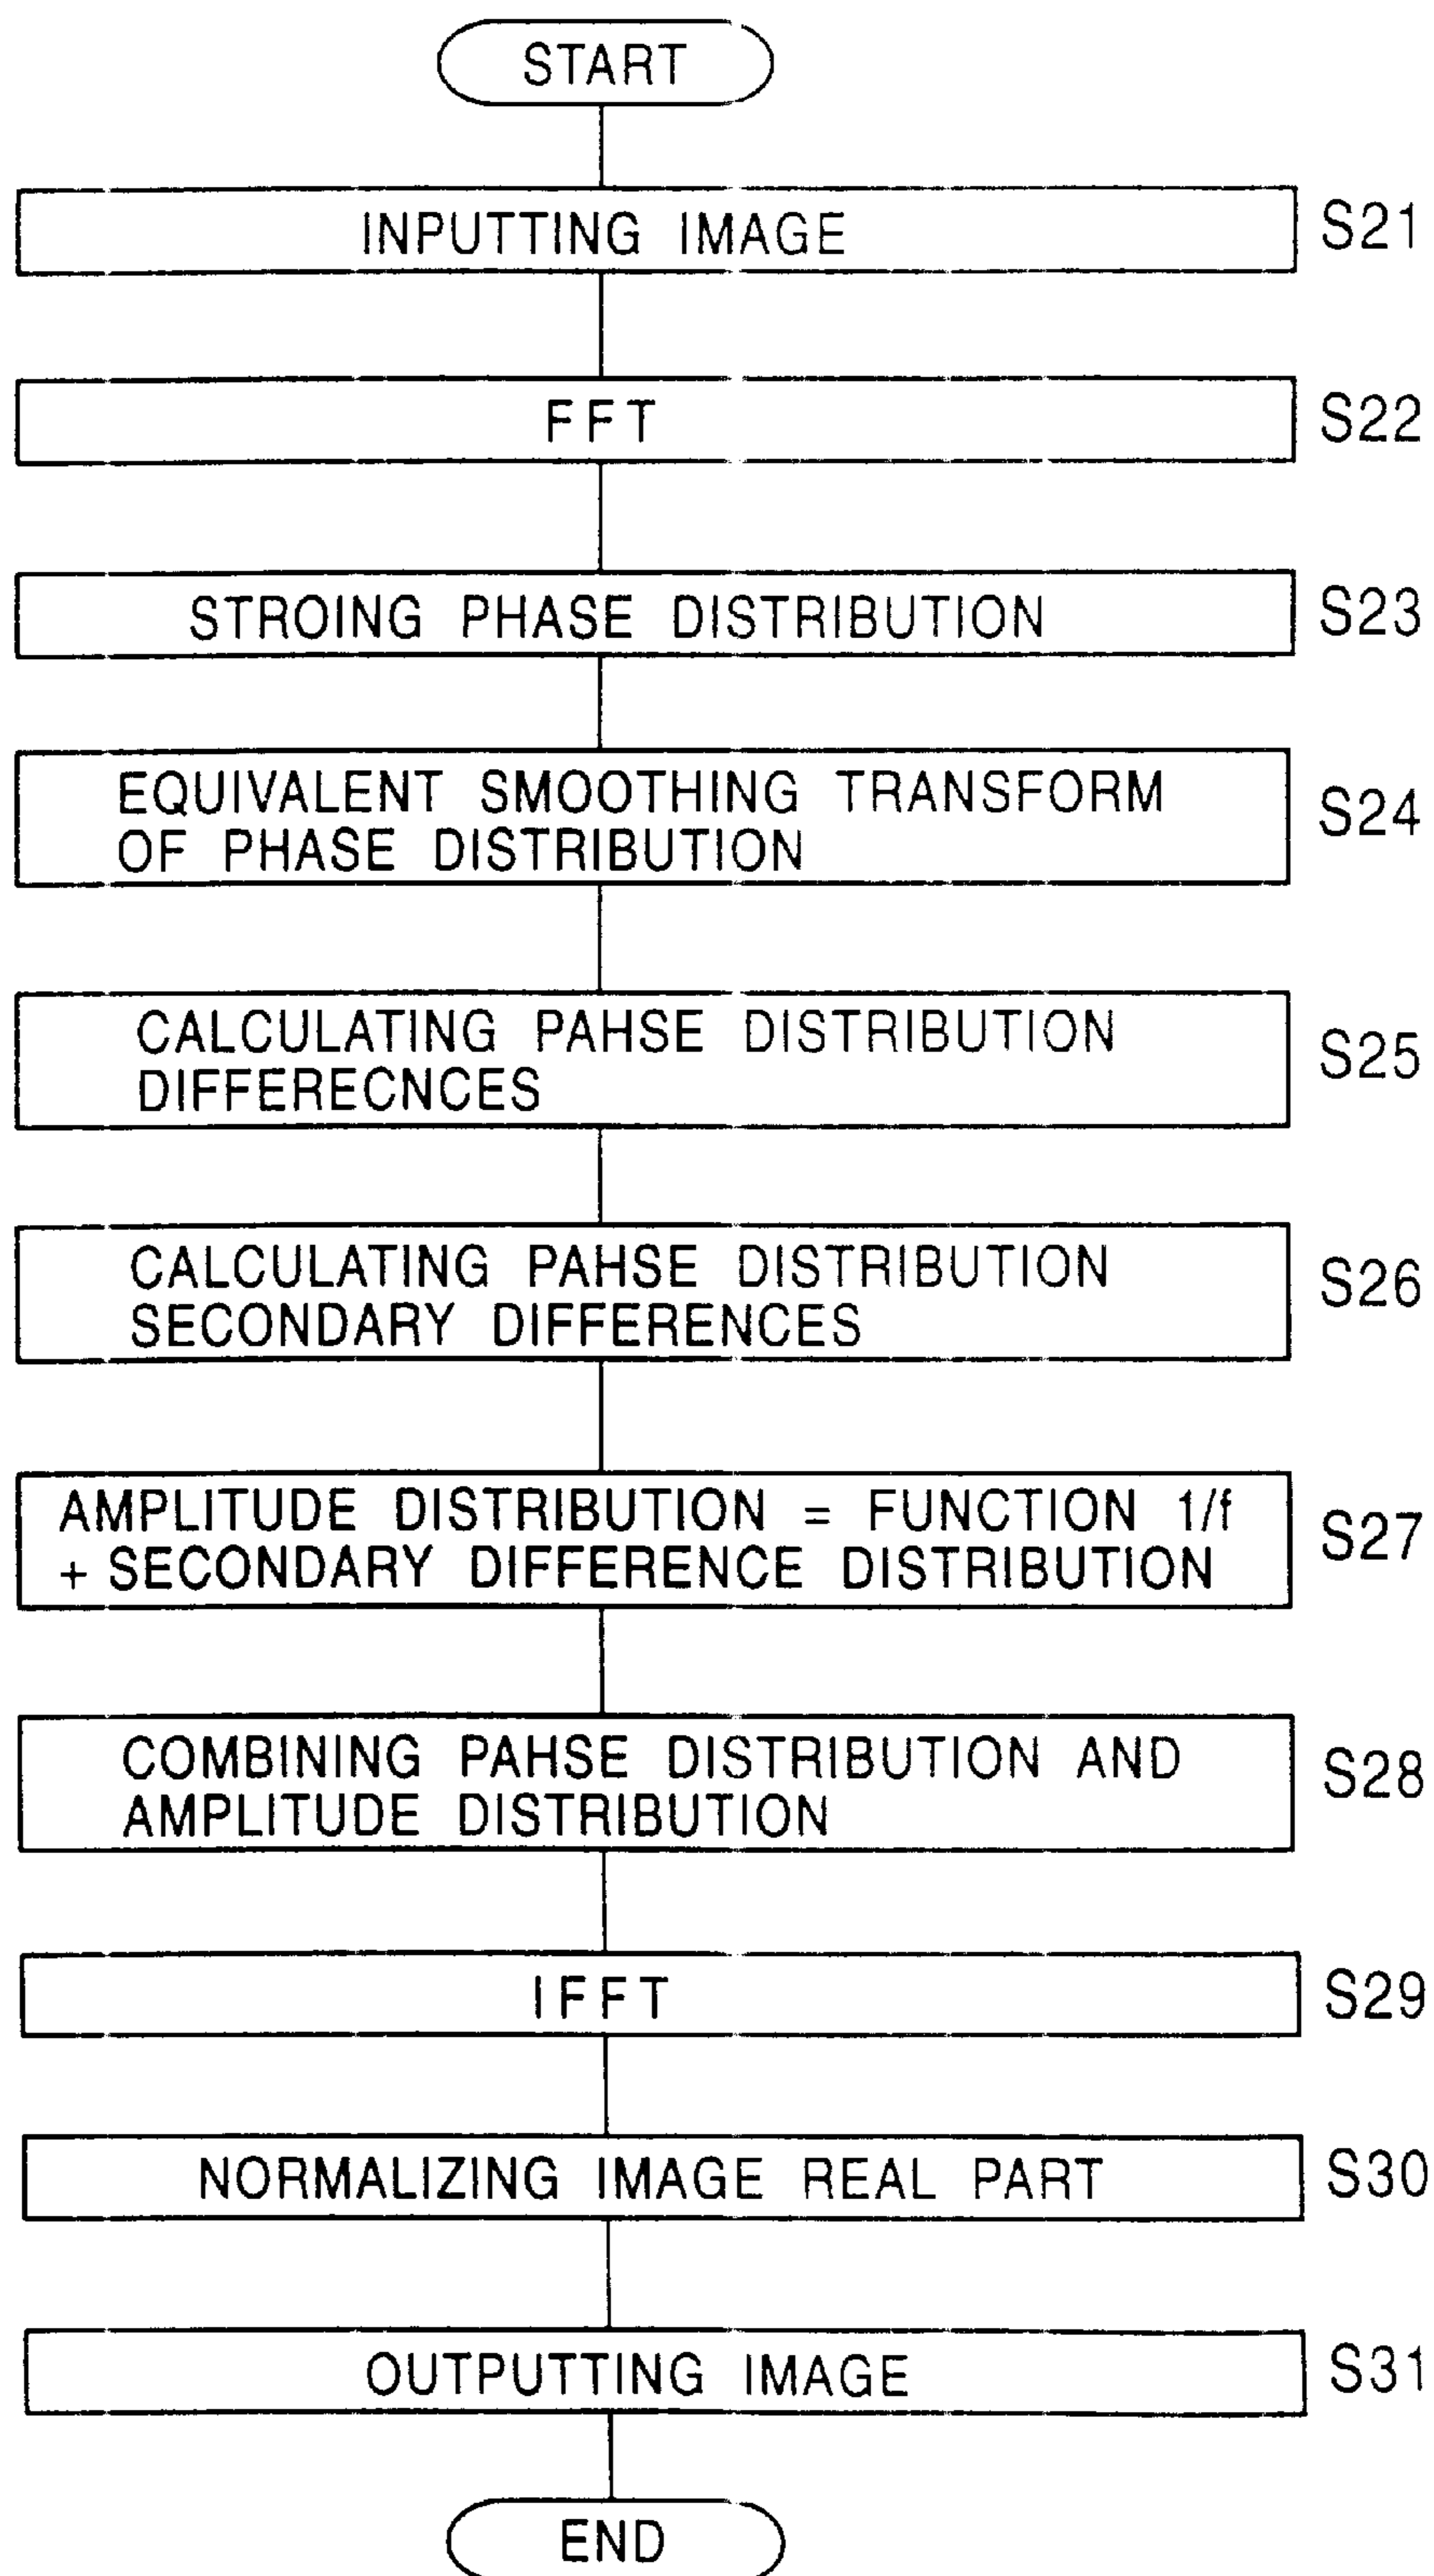 START
INPUTTING IMAGE S21
FFT S22
STROING PHASE DISTRIBUTION S23
EQUIVALENT SMOOTHING TRANSFORM
OF PHASE DISTRIBUTION
S24
CALCULATING PAHSE DISTRIBUTION
DIFFERECNCES
S25
CALCULATING PAHSE DISTRIBUTION
SECONDARY DIFFERENCES
S26
AMPLITUDE DISTRIBUTION = FUNCTION 1/f
+ SECONDARY DIFFERENCE DISTRIBUTION
S27
COMBINING PAHSE DISTRIBUTION AND
AMPLITUDE DISTRIBUTION
S28
IFFT S29
NORMALIZING IMAGE REAL PART S30
OUTPUTTING IMAGE S31
END